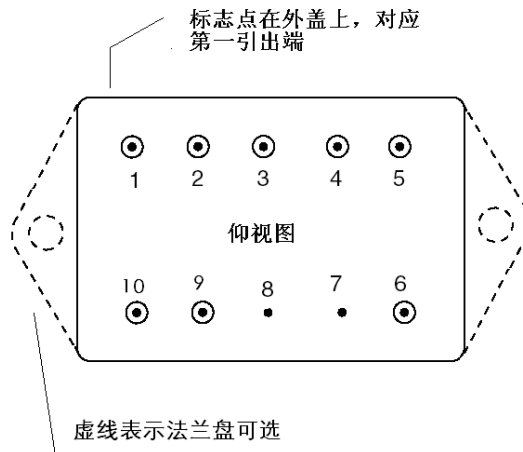 标志点在外盖上，对应
第一引出端
1 2 3 4 5
仰视图
10 9 8 7 6
虚线表示法兰盘可选